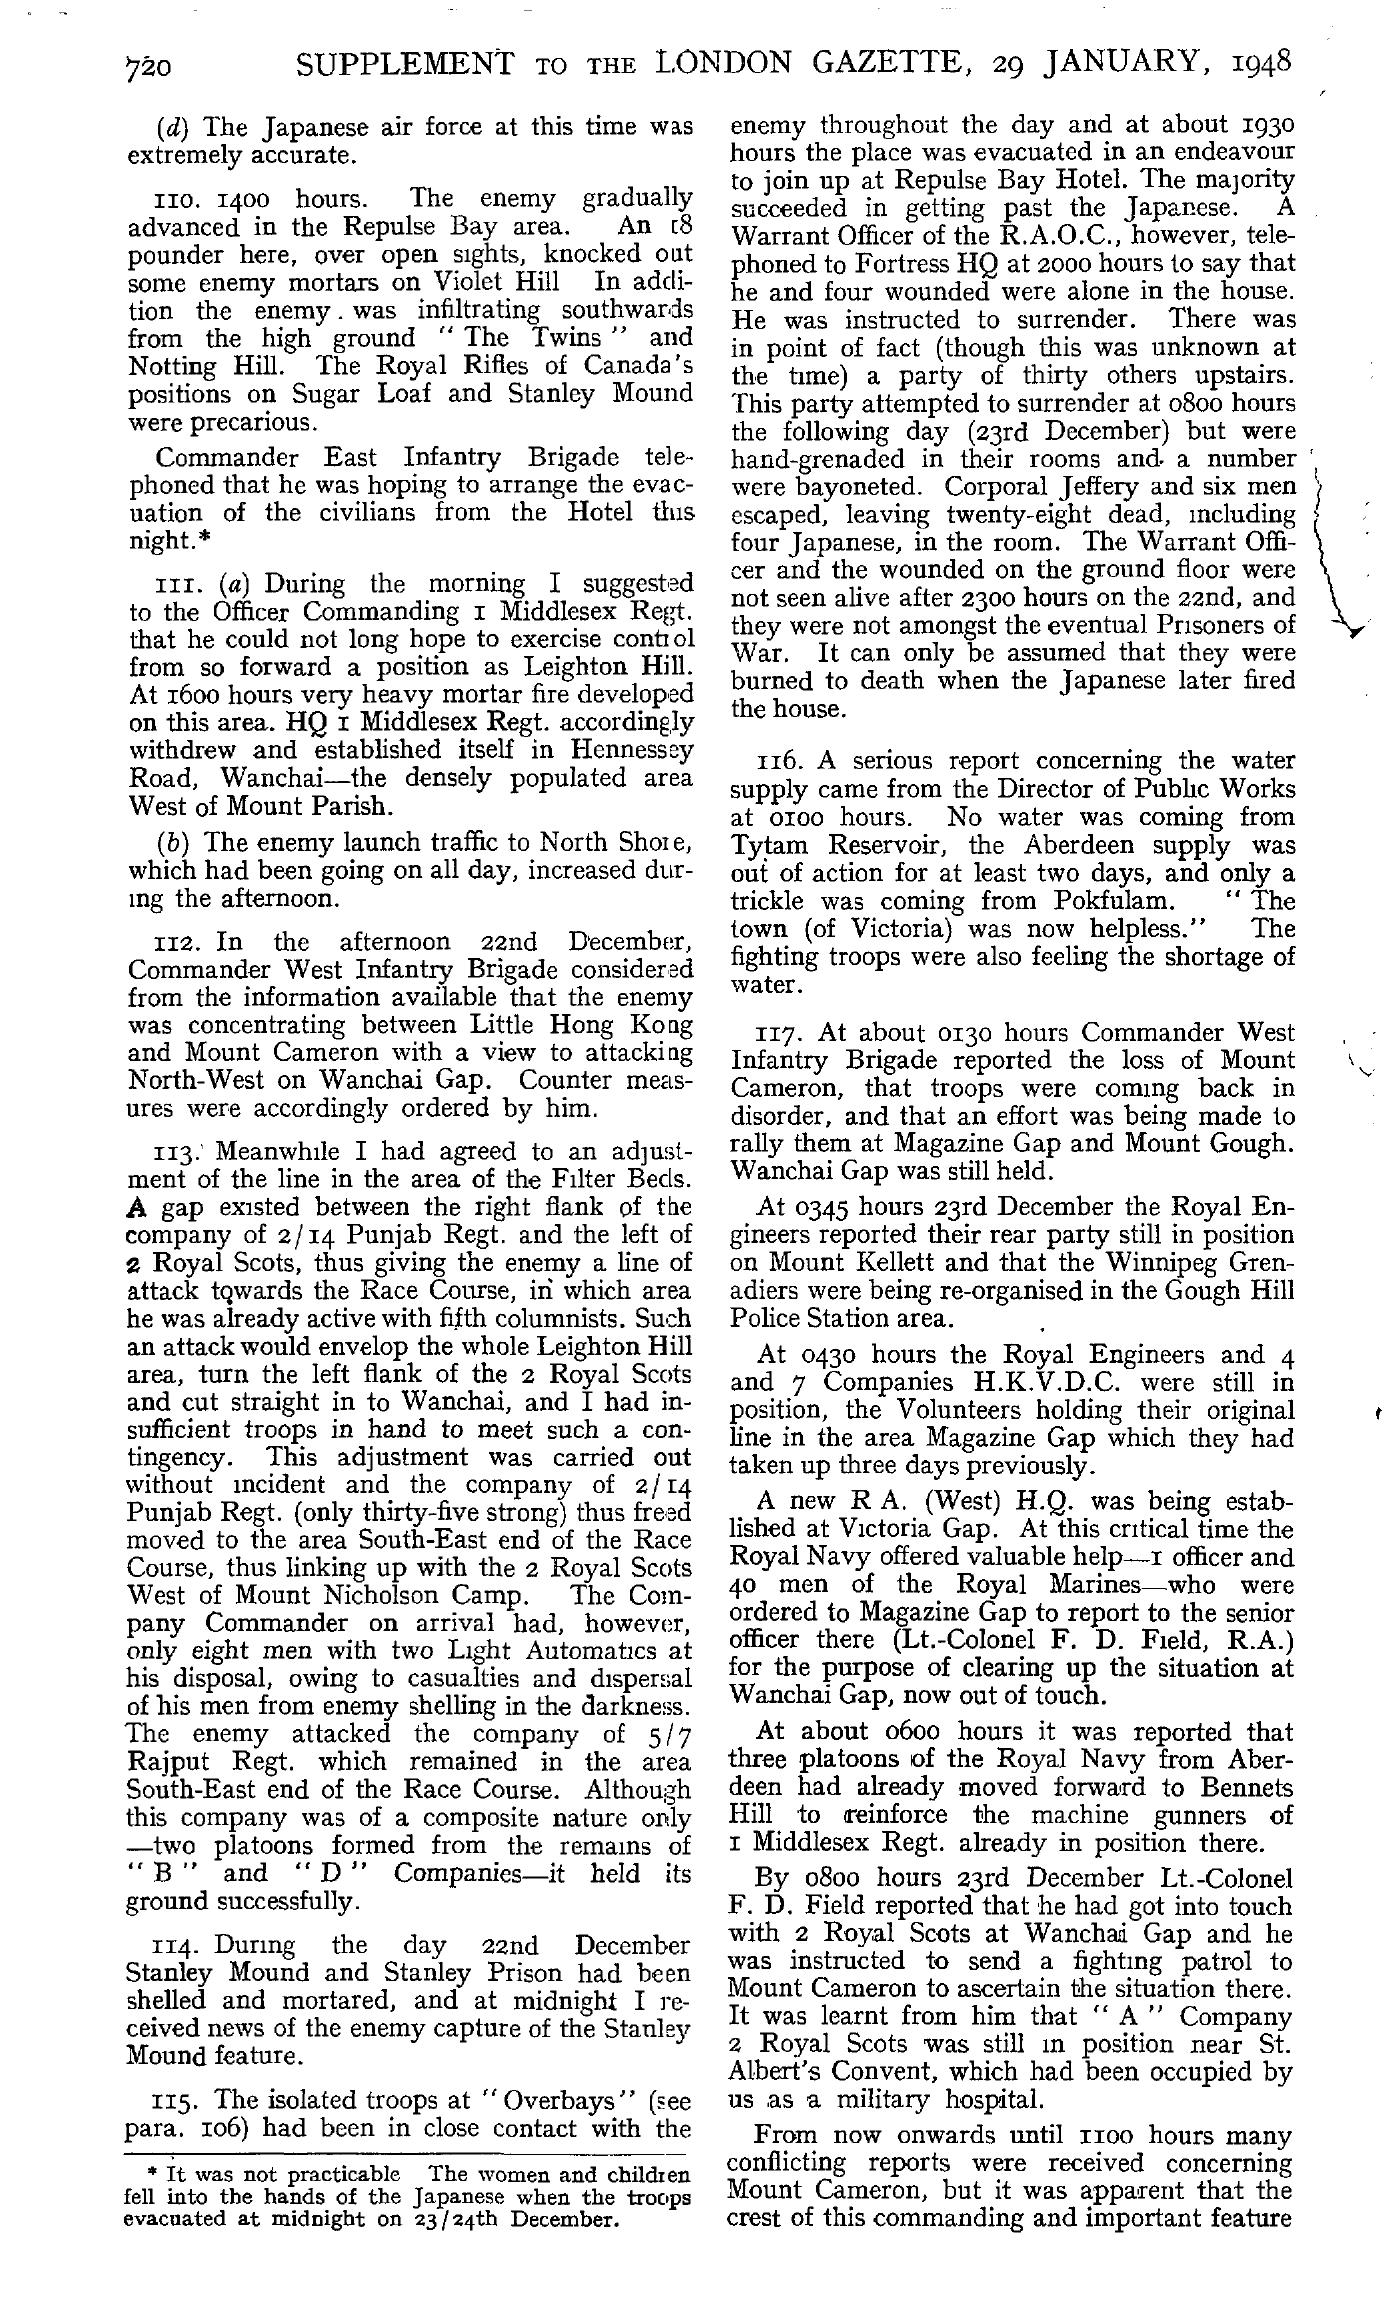 720 SUPPLEMENT TO THE LONDON GAZETTE, 29 JANUARY, 1948
(d) The Japanese air force at this time was
extremely accurate.
110. 1400 hours. The enemy gradually
advanced in the Repulse Bay area. An 18
pounder here, over open sights, knocked out
some enemy mortars on Violet Hill In addi-
tion the enemy was infiltrating southwards
from the high ground “ The Twins ” and
Notting Hill. The Royal Rifles of Canada's
positions on Sugar Loaf and Stanley Mound
were precarious.
Commander East Infantry Brigade tele-
phoned that he was hoping to arrange the evac-
uation of the civilians from the Hotel this
night.*
111. (a) During the morning I suggested
to the Officer Commanding 1 Middlesex Regt.
that he could not long hope to exercise control
from so forward a position as Leighton Hill.
At 1600 hours very heavy mortar fire developed
on this area. HQ 1 Middlesex Regt. accordingly
withdrew and established itself in Hennessey
Road, Wanchai—the densely populated area
West of Mount Parish.
(b) The enemy launch traffic to North Shore,
which had been going on all day, increased dur-
ing the afternoon.
112. In the afternoon 22nd December,
Commander West Infantry Brigade considered
from the information available that the enemy
was concentrating between Little Hong Kong
and Mount Cameron with a view to attacking
North-West on Wanchai Gap. Counter meas-
ures were accordingly ordered by him.
113. Meanwhile I had agreed to an adjust-
ment of the line in the area of the Filter Beds.
A gap existed between the right flank of the
company of 2/14 Punjab Regt. and the left of
2 Royal Scots, thus giving the enemy a line of
attack towards the Race Course, in which area
he was already active with fifth columnists. Such
an attack would envelop the whole Leighton Hill
area, turn the left flank of the 2 Royal Scots
and cut straight in to Wanchai, and I had in-
sufficient troops in hand to meet such a con-
tingency. This adjustment was carried out
without incident and the company of 2/14
Punjab Regt. (only thirty-five strong) thus freed
moved to the area South-East end of the Race
Course, thus linking up with the 2 Royal Scots
West of Mount Nicholson Camp. The Com-
pany Commander on arrival had, however,
only eight men with two Light Automatics at
his disposal, owing to casualties and dispersal
of his men from enemy shelling in the darkness.
The enemy attacked the company of 5/7
Rajput Regt. which remained in the area
South-East end of the Race Course. Although
this company was of a composite nature only
—two platoons formed from the remains of
“ B ” and “ D ” Companies—it held its
ground successfully.
114. During the day 22nd December
Stanley Mound and Stanley Prison had been
shelled and mortared, and at midnight I re-
ceived news of the enemy capture of the Stanley
Mound feature.
115. The isolated troops at “ Overbays ” (see
para. 106) had been in close contact with the
* It was not practicable The women and children
fell into the hands of the Japanese when the troops
evacuated at midnight on 23/24th December.
enemy throughout the day and at about 1930
hours the place was evacuated in an endeavour
to join up at Repulse Bay Hotel. The majority
succeeded in getting past the Japanese. A
Warrant Officer of the R.A.O.C., however, tele-
phoned to Fortress HQ at 2000 hours to say that
he and four wounded were alone in the house.
He was instructed to surrender. There was
in point of fact (though this was unknown at
the time) a party of thirty others upstairs.
This party attempted to surrender at 0800 hours
the following day (23rd December) but were
hand-grenaded in their rooms and a number
were bayoneted. Corporal Jeffery and six men
escaped, leaving twenty-eight dead, including
four Japanese, in the room. The Warrant Offi-
cer and the wounded on the ground floor were
not seen alive after 2300 hours on the 22nd, and
they were not amongst the eventual Prisoners of
War. It can only be assumed that they were
burned to death when the Japanese later fired
the house.
116. A serious report concerning the water
supply came from the Director of Public Works
at 0100 hours. No water was coming from
Tytam Reservoir, the Aberdeen supply was
out of action for at least two days, and only a
trickle was coming from Pokfulam. “ The
town (of Victoria) was now helpless.” The
fighting troops were also feeling the shortage of
water.
117. At about 0130 hours Commander West
Infantry Brigade reported the loss of Mount
Cameron, that troops were coming back in
disorder, and that an effort was being made to
rally them at Magazine Gap and Mount Gough.
Wanchai Gap was still held.
At 0345 hours 23rd December the Royal En-
gineers reported their rear party still in position
on Mount Kellett and that the Winnipeg Gren-
adiers were being re-organised in the Gough Hill
Police Station area.
At 0430 hours the Royal Engineers and 4
and 7 Companies H.K.V.D.C. were still in
position, the Volunteers holding their original
line in the area Magazine Gap which they had
taken up three days previously.
A new R A. (West) H.Q. was being estab-
lished at Victoria Gap. At this critical time the
Royal Navy offered valuable help—1 officer and
40 men of the Royal Marines—who were
ordered to Magazine Gap to report to the senior
officer there (Lt.-Colonel F. D. Field, R.A.)
for the purpose of clearing up the situation at
Wanchai Gap, now out of touch.
At about 0600 hours it was reported that
three platoons of the Royal Navy from Aber-
deen had already moved forward to Bennets
Hill to reinforce the machine gunners of
1 Middlesex Regt. already in position there.
By 0800 hours 23rd December Lt.-Colonel
F. D. Field reported that he had got into touch
with 2 Royal Scots at Wanchai Gap and he
was instructed to send a fighting patrol to
Mount Cameron to ascertain the situation there.
It was learnt from him that “ A ” Company
2 Royal Scots was still in position near St.
Albert's Convent, which had been occupied by
us as a military hospital.
From now onwards until 1100 hours many
conflicting reports were received concerning
Mount Cameron, but it was apparent that the
crest of this commanding and important feature